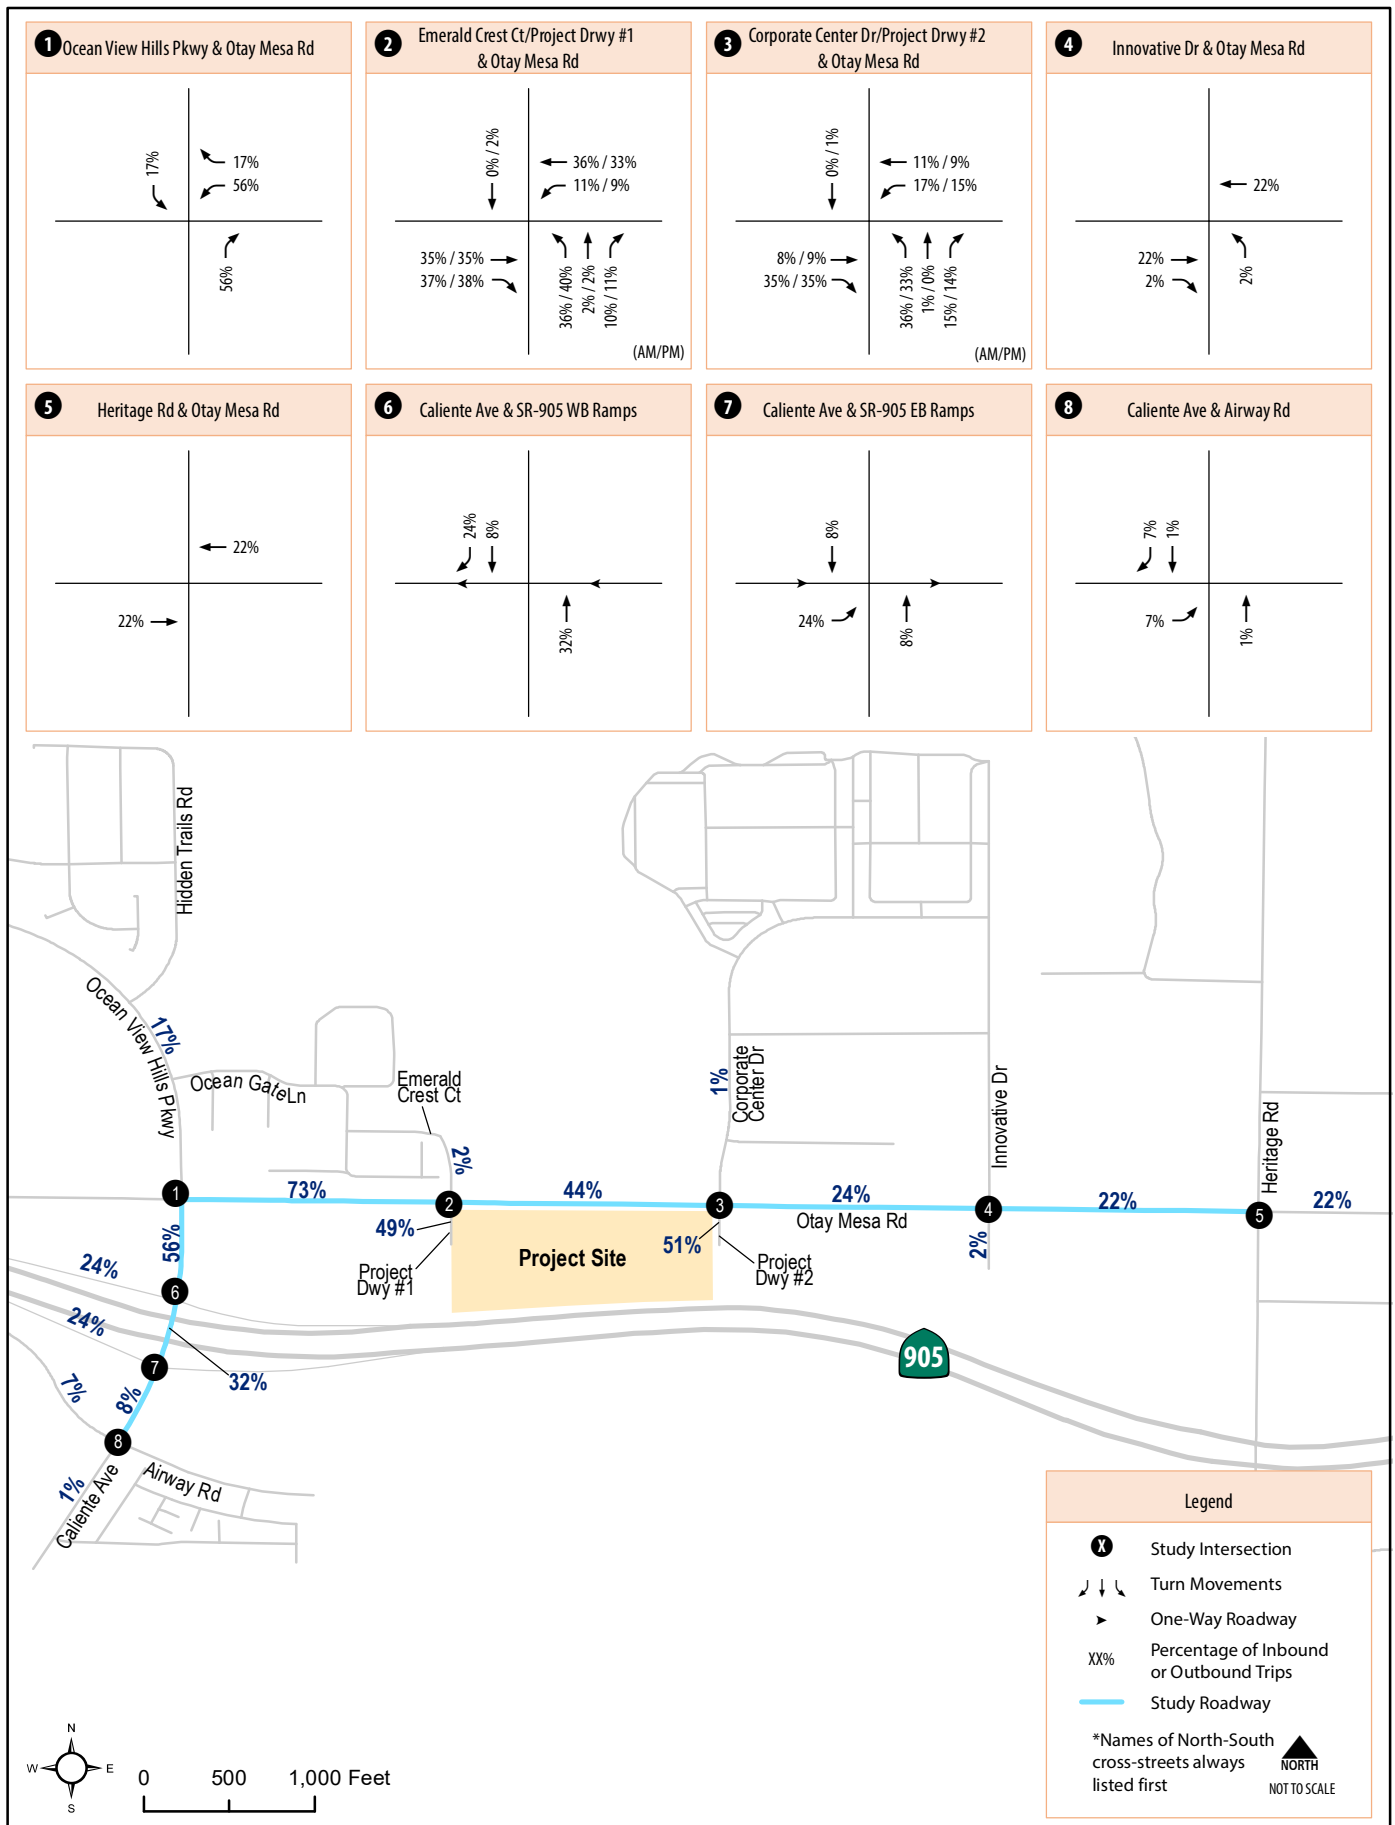 1 Ocean View Hills Pkwy & Otay Mesa Rd
17%
17%
56%
56%
2 Emerald Crest Ct/Project Drwy #1
& Otay Mesa Rd
0% / 2%
36% / 33%
11% / 9%
35% / 35%
37% / 38%
36% / 40%
2% / 2%
10% / 11%
(AM/PM)
3 Corporate Center Dr/Project Drwy #2
& Otay Mesa Rd
0% / 1%
11% / 9%
17% / 15%
8% / 9%
35% / 35%
36% / 33%
1% / 0%
15% / 14%
(AM/PM)
4 Innovative Dr & Otay Mesa Rd
22%
22%
2%
2%
5 Heritage Rd & Otay Mesa Rd
22%
22%
6 Caliente Ave & SR-905 WB Ramps
24%
8%
32%
7 Caliente Ave & SR-905 EB Ramps
8%
24%
8%
8 Caliente Ave & Airway Rd
7%
1%
7%
1%
Hidden Trails Rd
Ocean View Hills Pkwy
17%
Ocean Gate Ln
Emerald
Crest Ct
2%
1%
Corporate
Center Dr
Innovative Dr
Heritage Rd
1
73%
2
44%
3
24%
4
22%
5
22%
Otay Mesa Rd
49%
51%
2%
56%
Project
Dwy #1
Project Site
Project
Dwy #2
24%
6
24%
7
32%
905
7%
8%
8
1%
Caliente Ave
Airway Rd
Legend
X Study Intersection
Turn Movements
One-Way Roadway
XX% Percentage of Inbound
or Outbound Trips
Study Roadway
*Names of North-South
cross-streets always
listed first
NORTH
NOT TO SCALE
N
W E
S
0 500 1,000 Feet